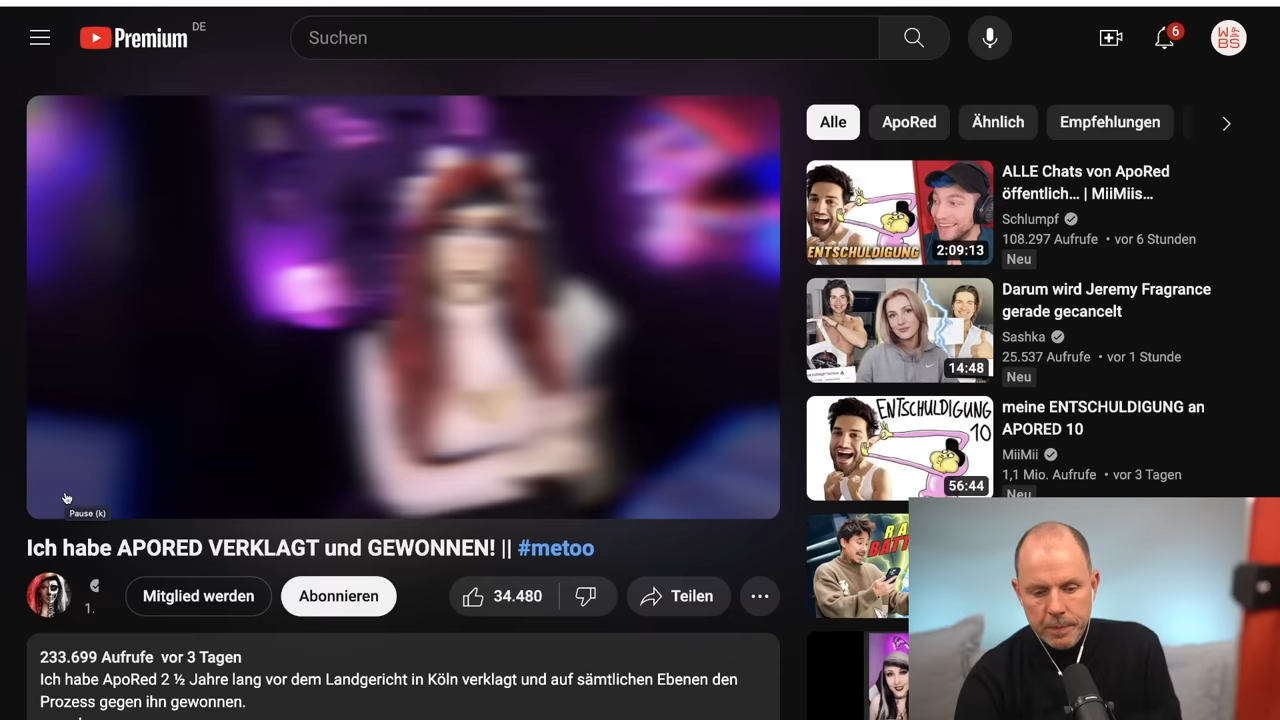 Premium DE
Suchen
6
Alle
ApoRed
Ähnlich
Empfehlungen
ALLE Chats von ApoRed
öffentlich... | MiiMiis...
Schlumpf
108.297 Aufrufe • vor 6 Stunden
Neu
ENTSCHULDIGUNG
2:09:13
Darum wird Jeremy Fragrance
gerade gecancelt
Sashka
25.537 Aufrufe • vor 1 Stunde
Neu
14:48
meine ENTSCHULDIGUNG an
APORED 10
MiiMii
1,1 Mio. Aufrufe • vor 3 Tagen
Neu
ENTSCHULDIGUNG
10
56:44
Pause (k)
Ich habe APORED VERKLAGT und GEWONNEN! || #metoo
1.
Mitglied werden
Abonnieren
34.480
Teilen
233.699 Aufrufe vor 3 Tagen
Ich habe ApoRed 2 ½ Jahre lang vor dem Landgericht in Köln verklagt und auf sämtlichen Ebenen den
Prozess gegen ihn gewonnen.